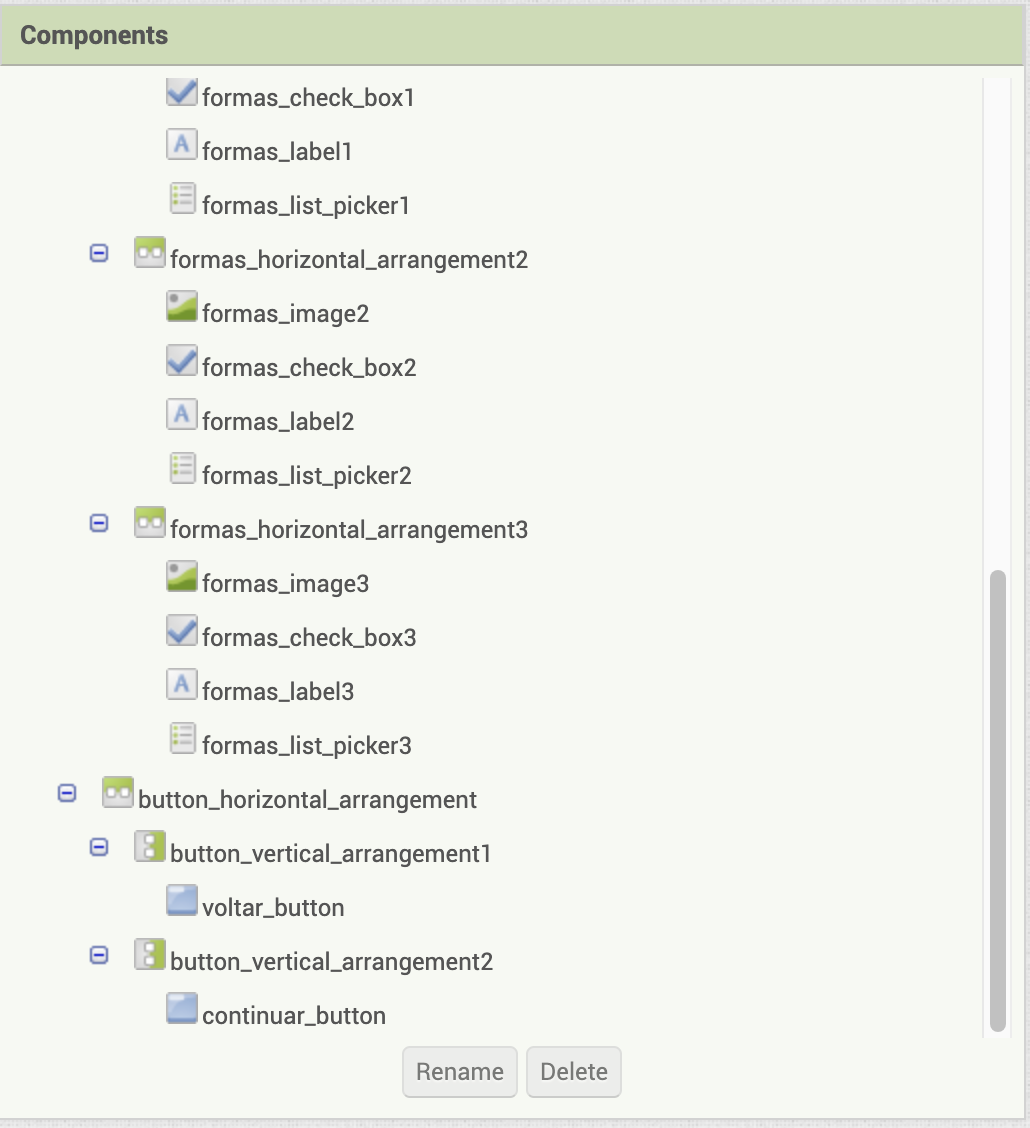 Components
formas_check_box1
formas_label1
formas_list_picker1
formas_horizontal_arrangement2
formas_image2
formas_check_box2
formas_label2
formas_list_picker2
formas_horizontal_arrangement3
formas_image3
formas_check_box3
formas_label3
formas_list_picker3
button_horizontal_arrangement
button_vertical_arrangement1
voltar_button
button_vertical_arrangement2
continuar_button
Rename Delete